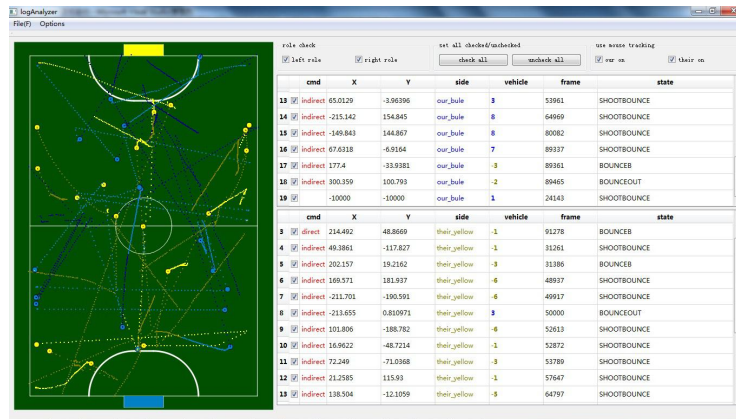 logAnalyzer
File(F) Options
role check
left role right role
set all checked/unchecked
check all uncheck all
use mouse tracking
our on their on
cmd X Y side vehicle frame state
13 indirect 65.0129 -3.96396 our_bule 3 53961 SHOOTBOUNCE
14 indirect -215.142 154.845 our_bule 8 64969 SHOOTBOUNCE
15 indirect -149.843 144.867 our_bule 8 80082 SHOOTBOUNCE
16 indirect 67.6318 -6.9164 our_bule 7 89337 SHOOTBOUNCE
17 indirect 177.4 -33.9381 our_bule -3 89361 BOUNCEB
18 indirect 300.359 100.793 our_bule -2 89465 BOUNCEOUT
19 -10000 -10000 our_bule 1 24143 SHOOTBOUNCE
cmd X Y side vehicle frame state
3 direct 214.492 48.8669 their_yellow -1 91278 BOUNCEB
4 indirect 49.3861 -117.827 their_yellow -1 31261 SHOOTBOUNCE
5 indirect 202.157 19.2162 their_yellow -3 31386 BOUNCEB
6 indirect 169.571 181.937 their_yellow -6 48937 SHOOTBOUNCE
7 indirect -211.701 -190.591 their_yellow -6 49917 SHOOTBOUNCE
8 indirect -213.655 0.810971 their_yellow 3 50000 BOUNCEOUT
9 indirect 101.806 -188.782 their_yellow -6 52613 SHOOTBOUNCE
10 indirect 16.9622 -48.7214 their_yellow -1 52872 SHOOTBOUNCE
11 indirect 72.249 -71.0368 their_yellow -3 53789 SHOOTBOUNCE
12 indirect 21.2585 115.93 their_yellow -1 57647 SHOOTBOUNCE
13 indirect 138.504 -12.1059 their_yellow -5 64797 SHOOTBOUNCE